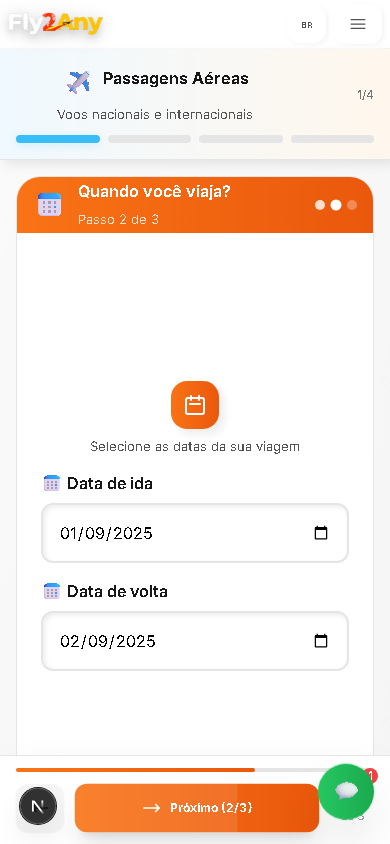 Fly2Any
BR
Passagens Aéreas
Voos nacionais e internacionais
1/4
Quando você viaja?
Passo 2 de 3
Selecione as datas da sua viagem
Data de ida
01/09/2025
Data de volta
02/09/2025
N
Próximo (2/3)
1